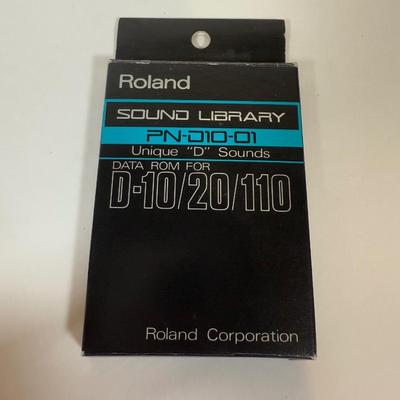 Roland
SOUND LIBRARY
PN-D10-01
Unique "D" Sounds
DATA ROM FOR
D-10/20/110
Roland Corporation